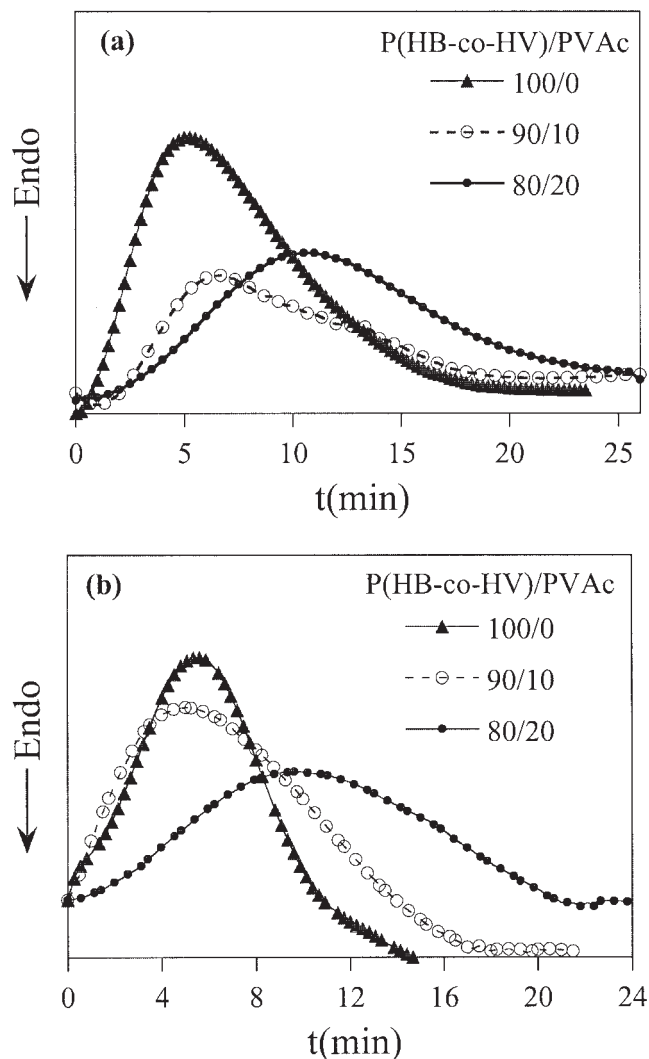 (a)
P(HB-co-HV)/PVAc
100/0
90/10
80/20
Endo
0 5 10 15 20 25
t(min)
(b)
P(HB-co-HV)/PVAc
100/0
90/10
80/20
Endo
0 4 8 12 16 20 24
t(min)